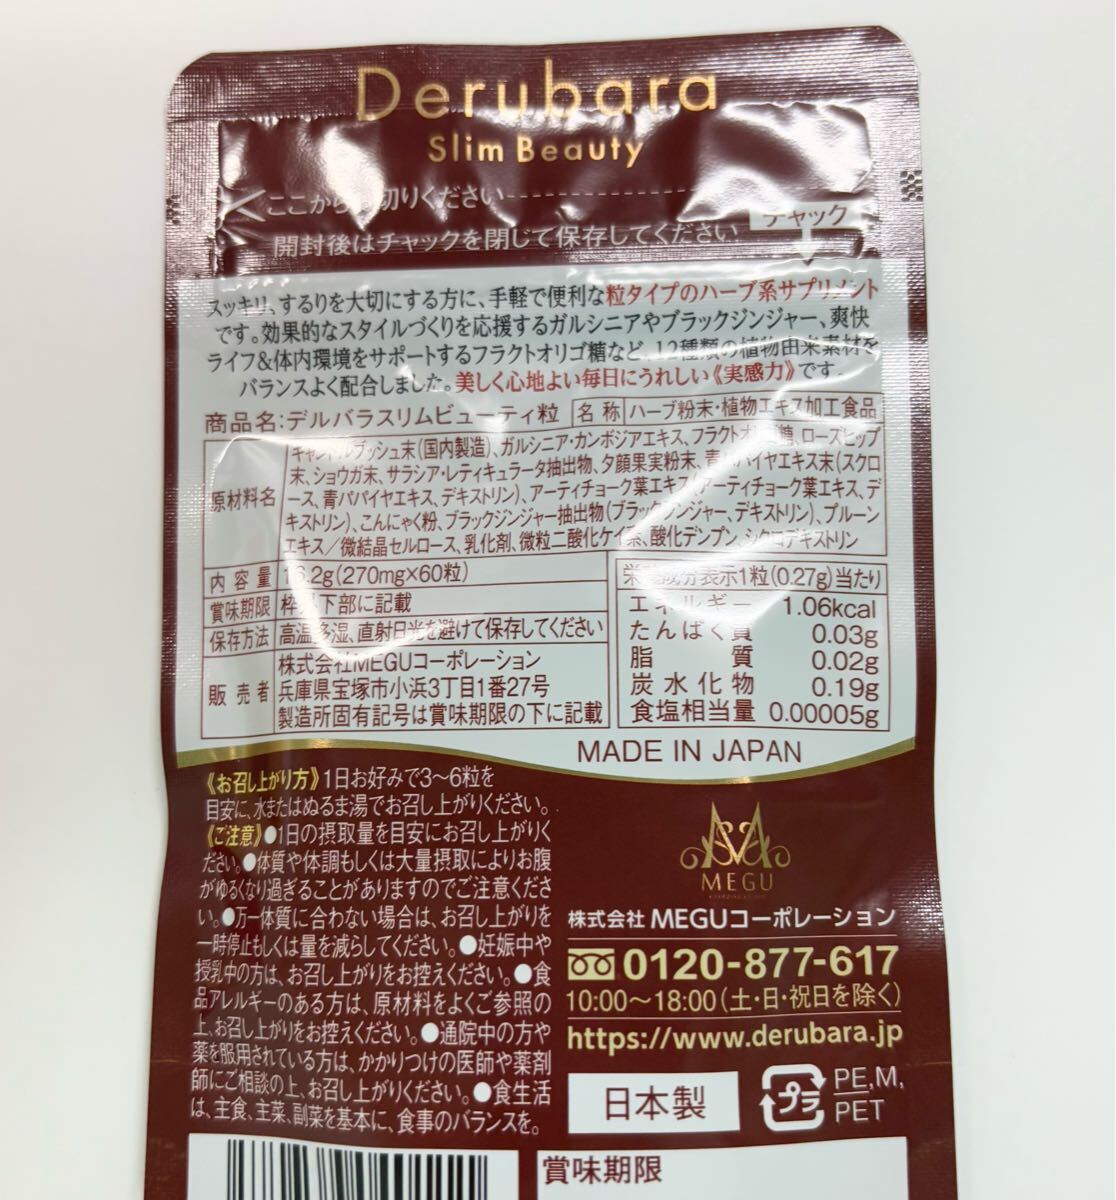 Derubara
Slim Beauty
ここから 切りください
開封後はチャックを閉じて保存してください
チャック
スッキリ、するりを大切にする方に、手軽で便利な粒タイプのハーブ系サプリメント
です。効果的なスタイルづくりを応援するガルシニアやブラックジンジャー、爽快
ライフ&体内環境をサポートするフラクトオリゴ糖など、12種類の植物由来素材を
バランスよく配合しました。美しく心地よい毎日にうれしい《実感力》です。
商品名:デルバラスリムビューティ粒 名称 ハーブ粉末・植物エキス加工食品
原材料名
キャンドルブッシュ末(国内製造)、ガルシニア・カンボジアエキス、フラクトオリゴ糖、ローズヒップ
末、ショウガ末、サラシア・レティキュラータ抽出物、夕顔果実粉末、青パパイヤエキス末(スクロ
ース、青パパイヤエキス、デキストリン)、アーティチョーク葉エキス(アーティチョーク葉エキス、デ
キストリン)、こんにゃく粉、ブラックジンジャー抽出物(ブラックジンジャー、デキストリン)、プルーン
エキス/微結晶セルロース、乳化剤、微粒二酸化ケイ素、酸化デンプン、シクロデキストリン
内容量 16.2g(270mg×60粒)
賞味期限 枠外下部に記載
保存方法 高温多湿、直射日光を避けて保存してください
販売者
株式会社MEGUコーポレーション
兵庫県宝塚市小浜3丁目1番27号
製造所固有記号は賞味期限の下に記載
栄養成分表示1粒(0.27g)当たり
エネルギー 1.06kcal
たんぱく質 0.03g
脂質 0.02g
炭水化物 0.19g
食塩相当量 0.00005g
MADE IN JAPAN
《お召し上がり方》1日お好みで3〜6粒を
目安に、水またはぬるま湯でお召し上がりください。
《ご注意》●1日の摂取量を目安にお召し上がりく
ださい。●体質や体調もしくは大量摂取によりお腹
がゆるくなり過ぎることがありますのでご注意くださ
い。●万一体質に合わない場合は、お召し上がりを
一時停止もしくは量を減らしてください。●妊娠中や
授乳中の方は、お召し上がりをお控えください。●食
品アレルギーのある方は、原材料をよくご参照の
上、お召し上がりをお控えください。●通院中の方や
薬を服用されている方は、かかりつけの医師や薬剤
師にご相談の上、お召し上がりください。●食生活
は、主食、主菜、副菜を基本に、食事のバランスを。
MEGU
株式会社MEGUコーポレーション
0120-877-617
10:00〜18:00(土・日・祝日を除く)
https://www.derubara.jp
日本製
プラ
PE,M,
PET
賞味期限